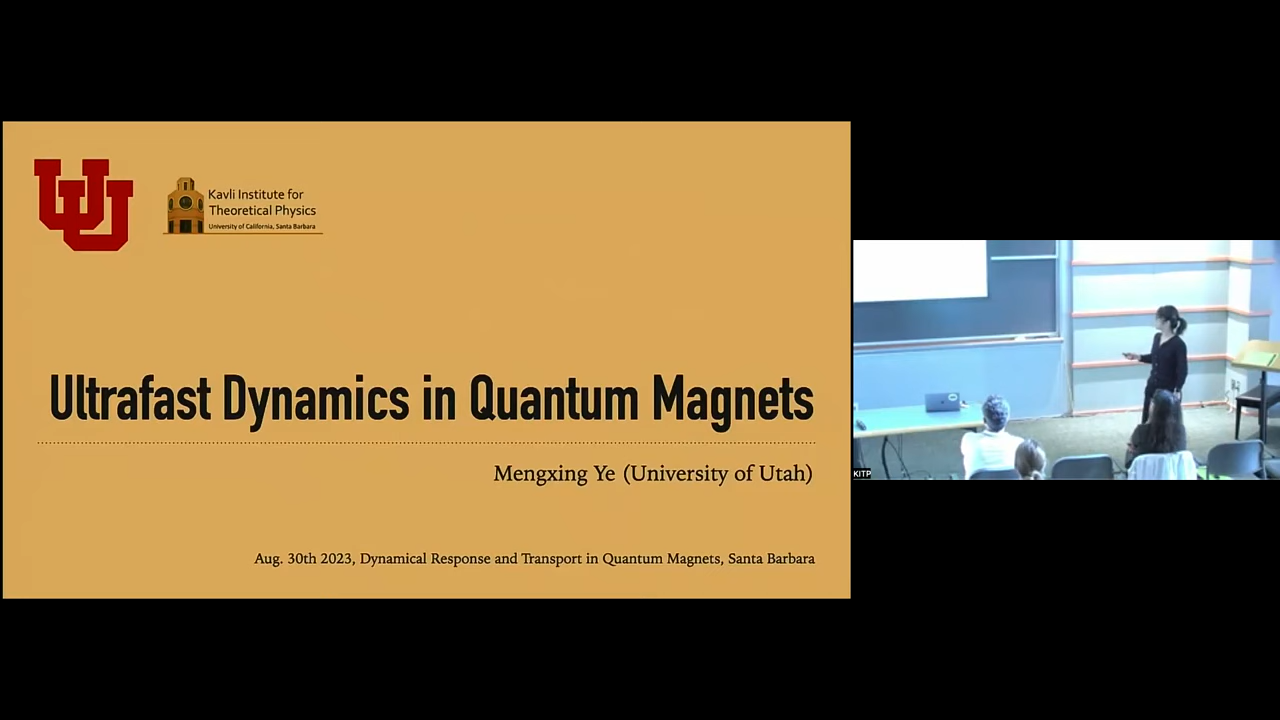 Kavli Institute for
Theoretical Physics
University of California, Santa Barbara
Ultrafast Dynamics in Quantum Magnets
Mengxing Ye (University of Utah)
Aug. 30th 2023, Dynamical Response and Transport in Quantum Magnets, Santa Barbara
KITP